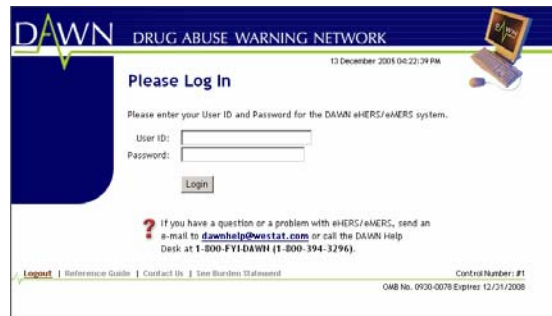 DAWN DRUG ABUSE WARNING NETWORK
13 December 2005 04:22:39 PM
Please Log In
Please enter your User ID and Password for the DAWN eHERS/eMERS system.
User ID:
Password:
Login
? If you have a question or a problem with eHERS/eMERS, send an
e-mail to dawnhelp@westat.com or call the DAWN Help
Desk at 1-800-FYI-DAWN (1-800-394-3296).
Logout | Reference Guide | Contact Us | See Burden Statement
Control Number: #1
OMB No. 0930-0078 Expires 12/31/2008